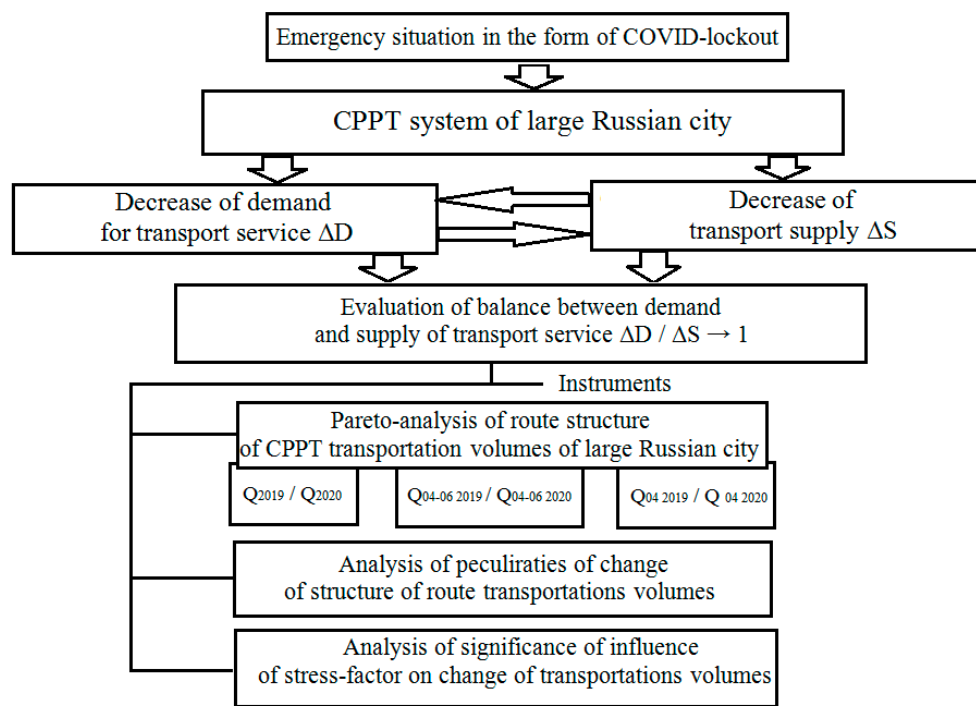 Emergency situation in the form of COVID-lockout
CPPT system of large Russian city
Decrease of demand
for transport service ΔD
Decrease of
transport supply ΔS
Evaluation of balance between demand
and supply of transport service ΔD / ΔS → 1
Instruments
Pareto-analysis of route structure
of CPPT transportation volumes of large Russian city
Q2019 / Q2020
Q04-06 2019 / Q04-06 2020
Q04 2019 / Q 04 2020
Analysis of peculiraties of change
of structure of route transportations volumes
Analysis of significance of influence
of stress-factor on change of transportations volumes